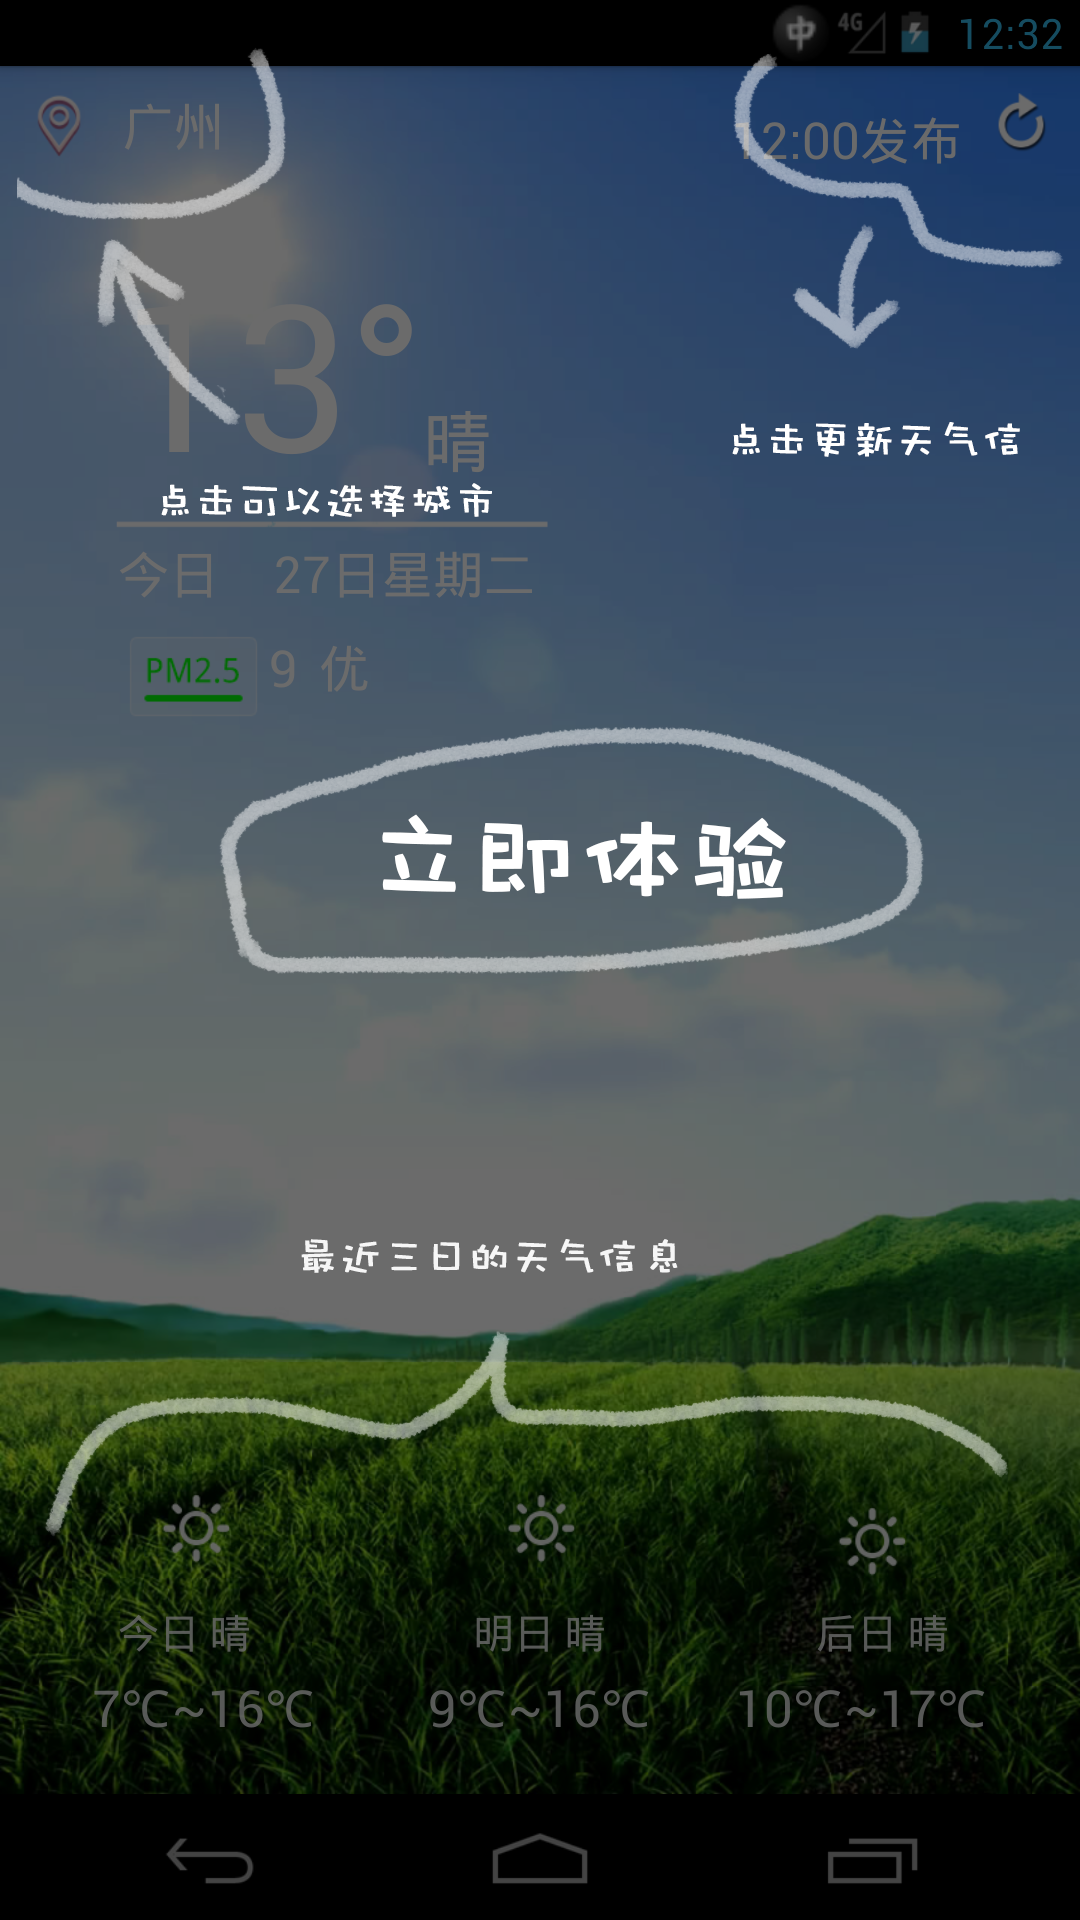 中 4G 12:32
广州
12:00发布
13°
晴
点击更新天气信
点击可以选择城市
今日 27日星期二
PM2.5 9 优
立即体验
最近三日的天气信息
今日 晴 明日 晴 后日 晴
7℃~16℃ 9℃~16℃ 10℃~17℃